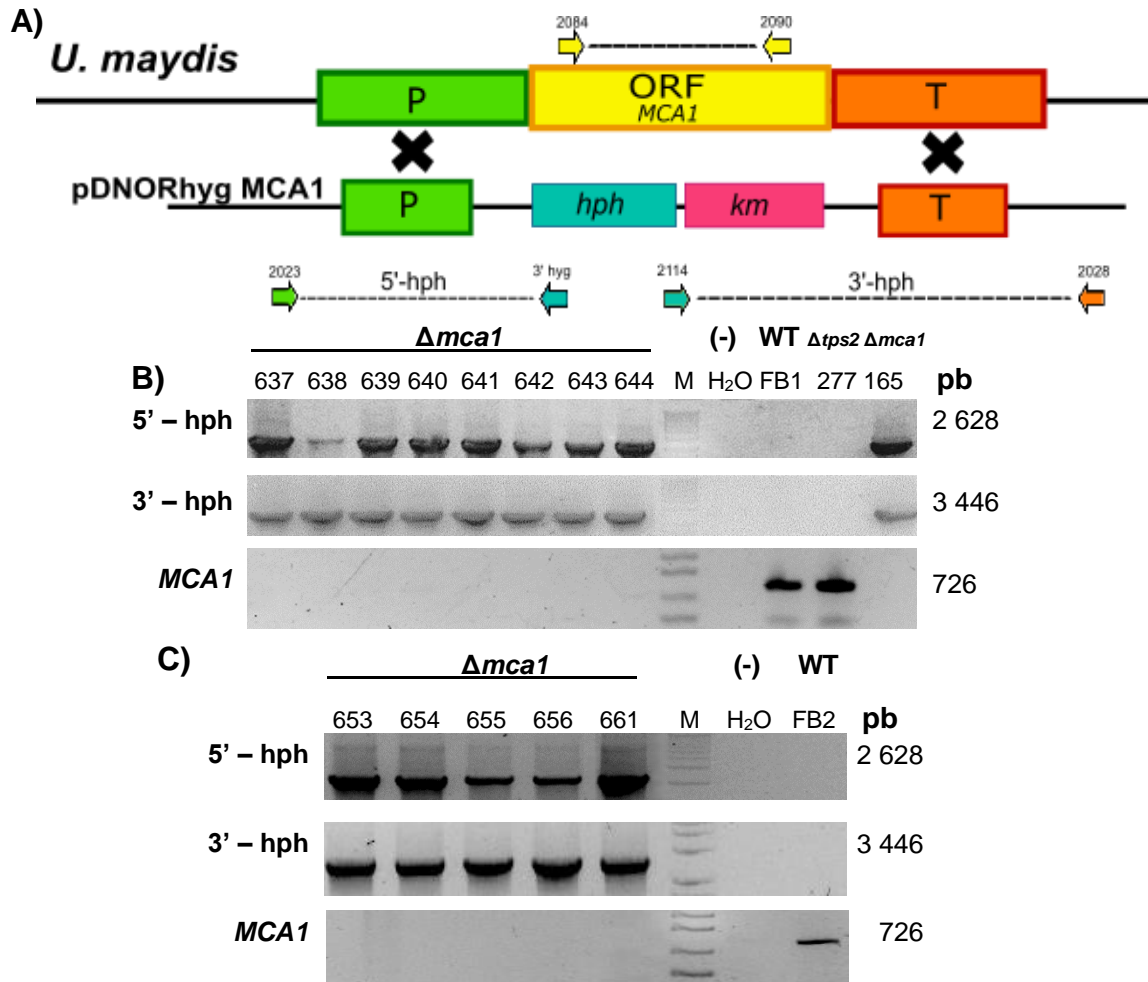 A)
2084 2090
U. maydis
P ORF T
MCA1
pDNORhyg MCA1
P hph km T
2023 5'-hph 3' hyg 2114 3'-hph 2028
Δmca1 (-) WT Δtps2 Δmca1
B) 637 638 639 640 641 642 643 644 M H₂O FB1 277 165 pb
5’ – hph 2 628
3’ – hph 3 446
MCA1 726
C) Δmca1 (-) WT
653 654 655 656 661 M H₂O FB2 pb
5’ – hph 2 628
3’ – hph 3 446
MCA1 726